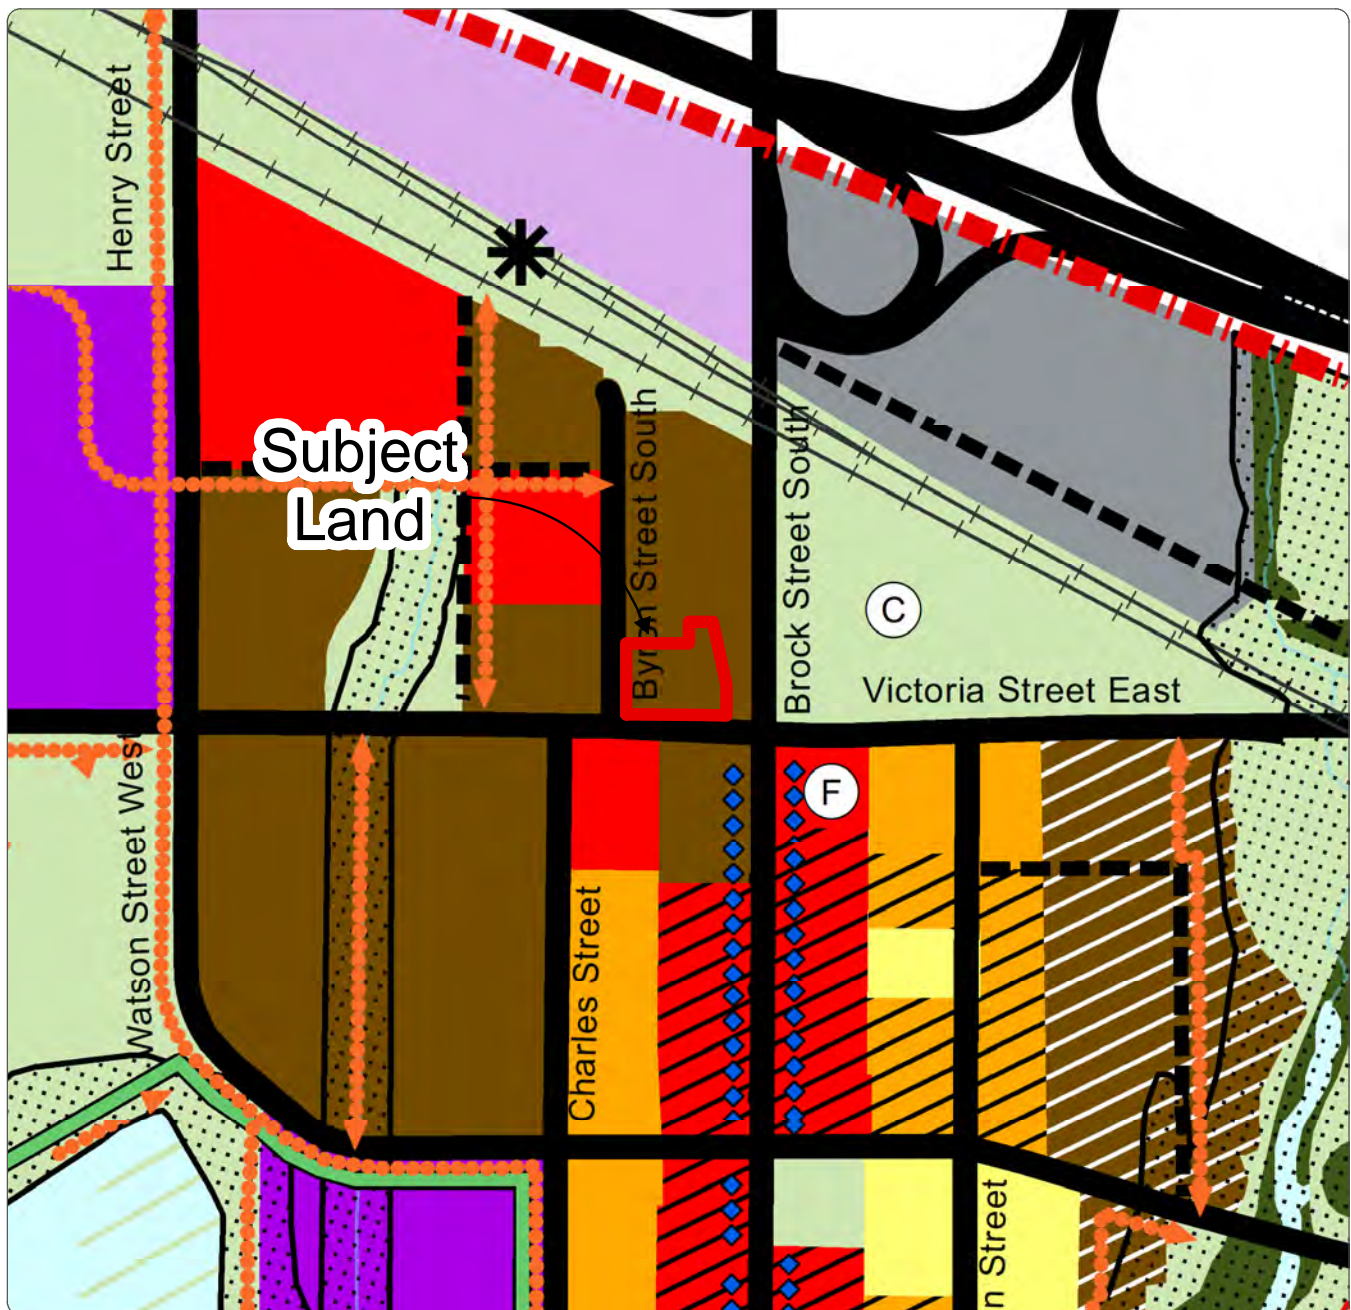 Henry Street
Subject
Land
Byron Street South
Brock Street South
C
Victoria Street East
Watson Street West
F
Charles Street
n Street